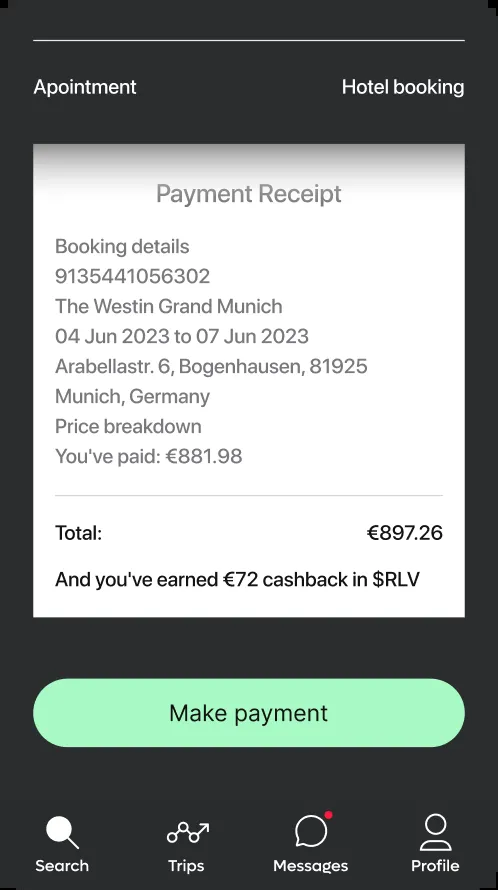 Apointment
Hotel booking
Payment Receipt
Booking details
9135441056302
The Westin Grand Munich
04 Jun 2023 to 07 Jun 2023
Arabellastr. 6, Bogenhausen, 81925
Munich, Germany
Price breakdown
You've paid: €881.98
Total: €897.26
And you've earned €72 cashback in $RLV
Make payment
Search Trips Messages Profile